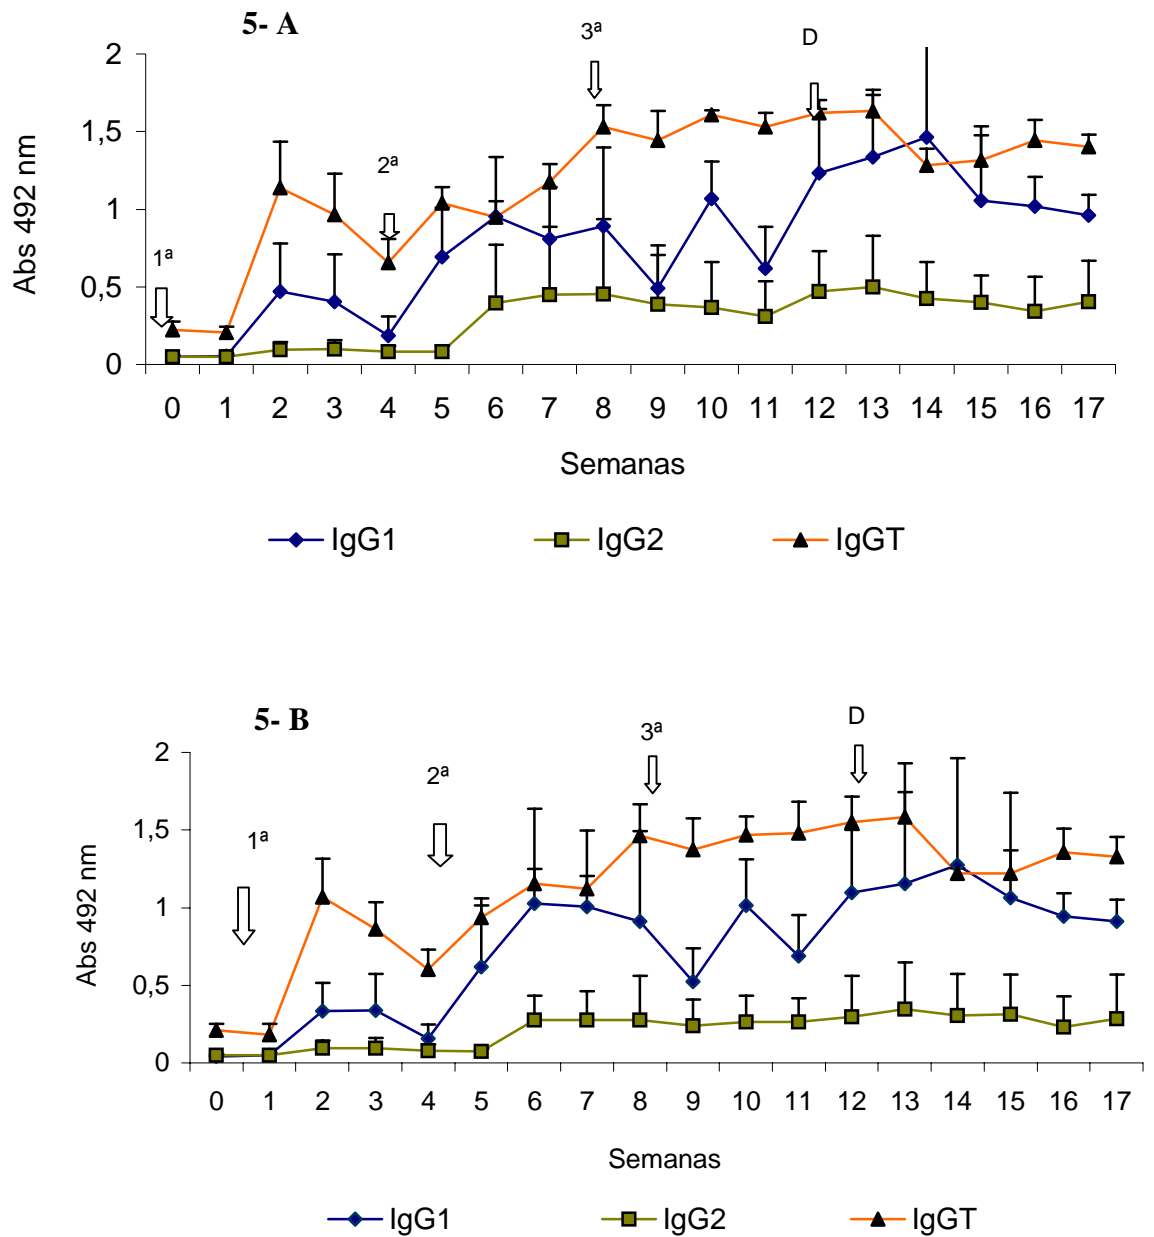 5- A
3ª
D
2
1,5
2ª
1
1ª
0,5
0
Abs 492 nm
0 1 2 3 4 5 6 7 8 9 10 11 12 13 14 15 16 17
Semanas
IgG1 IgG2 IgGT
5- B
3ª
D
2
2ª
1,5
1ª
1
0,5
0
Abs 492 nm
0 1 2 3 4 5 6 7 8 9 10 11 12 13 14 15 16 17
Semanas
IgG1 IgG2 IgGT